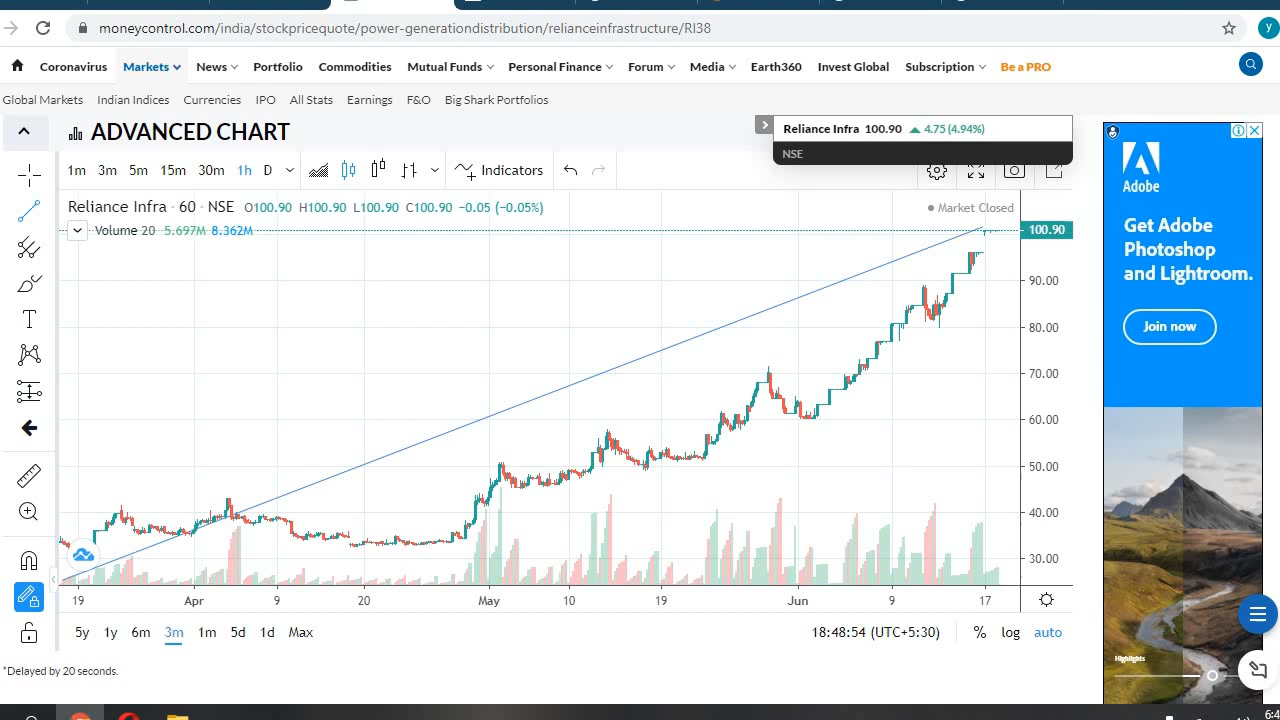 moneycontrol.com/india/stockpricequote/power-generationdistribution/relianceinfrastructure/RI38
y
Coronavirus Markets News Portfolio Commodities Mutual Funds Personal Finance Forum Media Earth360 Invest Global Subscription Be a PRO
Global Markets Indian Indices Currencies IPO All Stats Earnings F&O Big Shark Portfolios
ADVANCED CHART
Reliance Infra 100.90 4.75 (4.94%)
NSE
1m 3m 5m 15m 30m 1h D Indicators
Reliance Infra · 60 · NSE O100.90 H100.90 L100.90 C100.90 −0.05 (−0.05%)
Market Closed
Volume 20 5.697M 8.362M
100.90
90.00
80.00
70.00
60.00
50.00
40.00
30.00
19 Apr 9 20 May 10 19 Jun 9 17
5y 1y 6m 3m 1m 5d 1d Max
18:48:54 (UTC+5:30) % log auto
*Delayed by 20 seconds.
Adobe
Get Adobe
Photoshop
and Lightroom.
Join now
Highlights